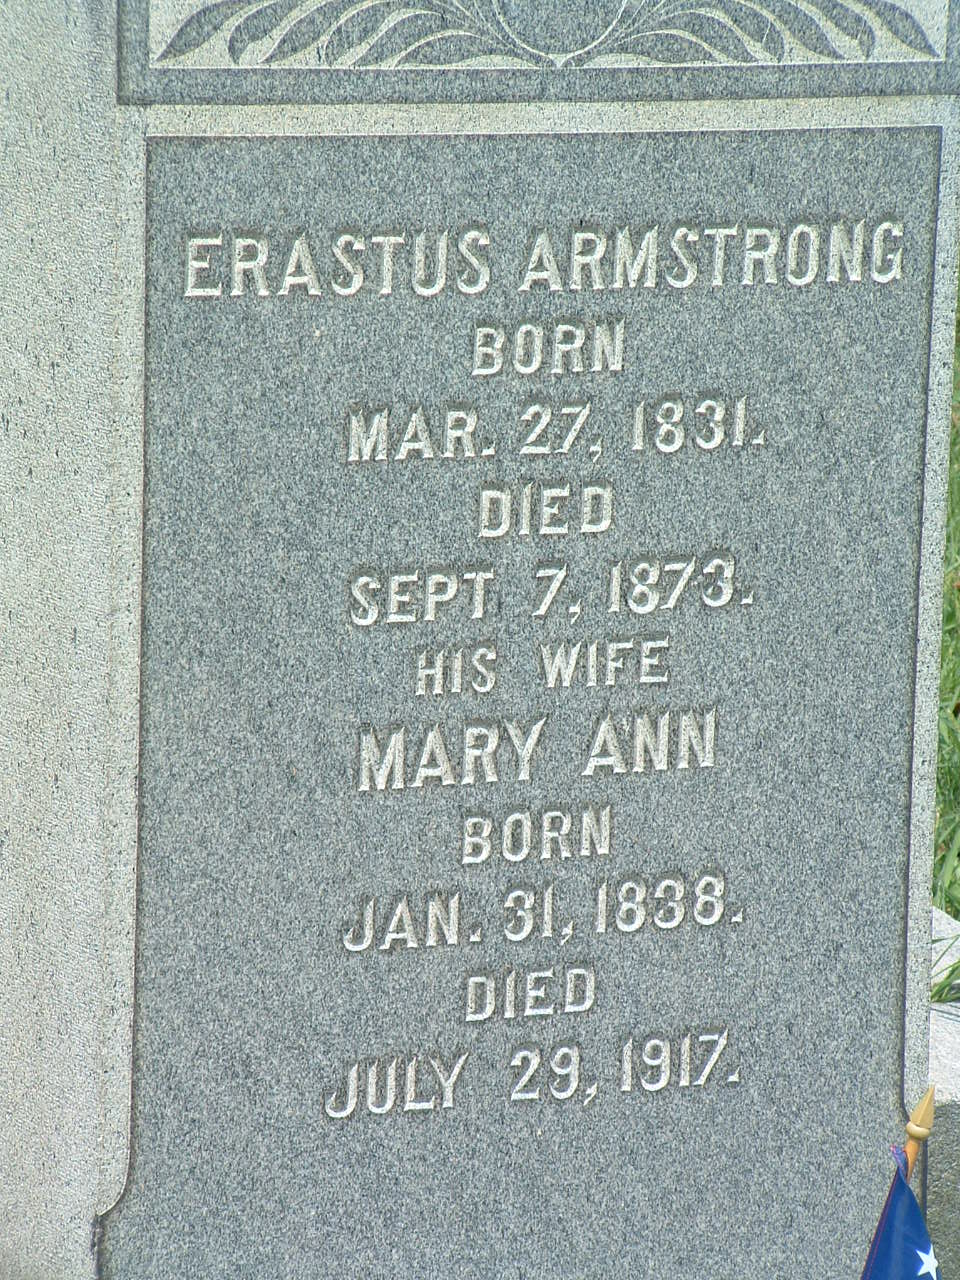 ERASTUS ARMSTRONG
BORN
MAR. 27, 1831.
DIED
SEPT 7, 1873.
HIS WIFE
MARY ANN
BORN
JAN. 31, 1838.
DIED
JULY 29, 1917.